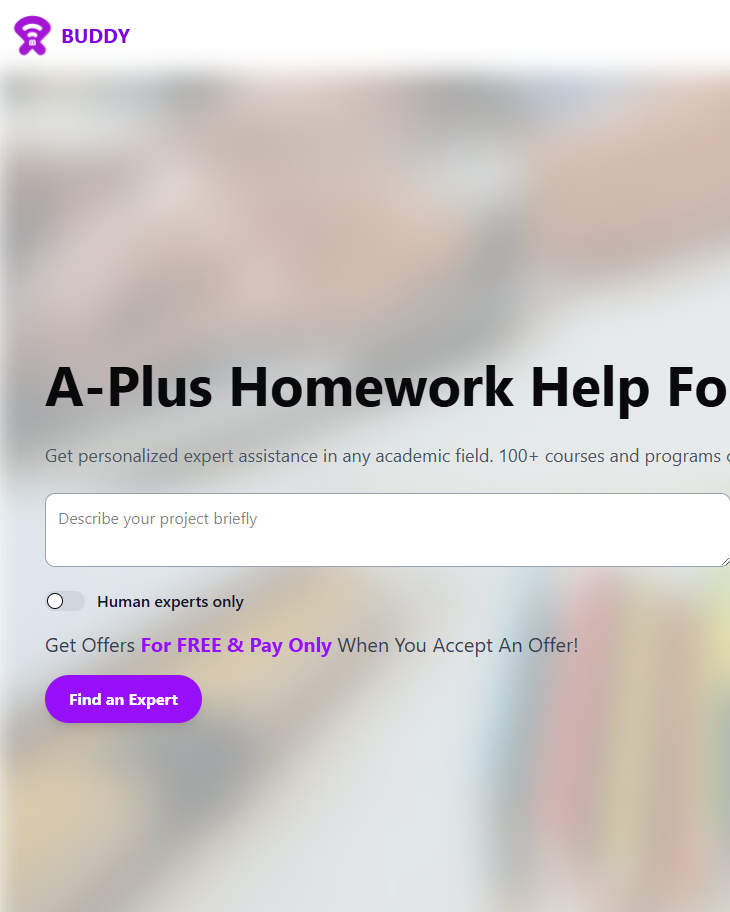 BUDDY
A-Plus Homework Help Fo
Get personalized expert assistance in any academic field. 100+ courses and programs
Describe your project briefly
Human experts only
Get Offers For FREE & Pay Only When You Accept An Offer!
Find an Expert